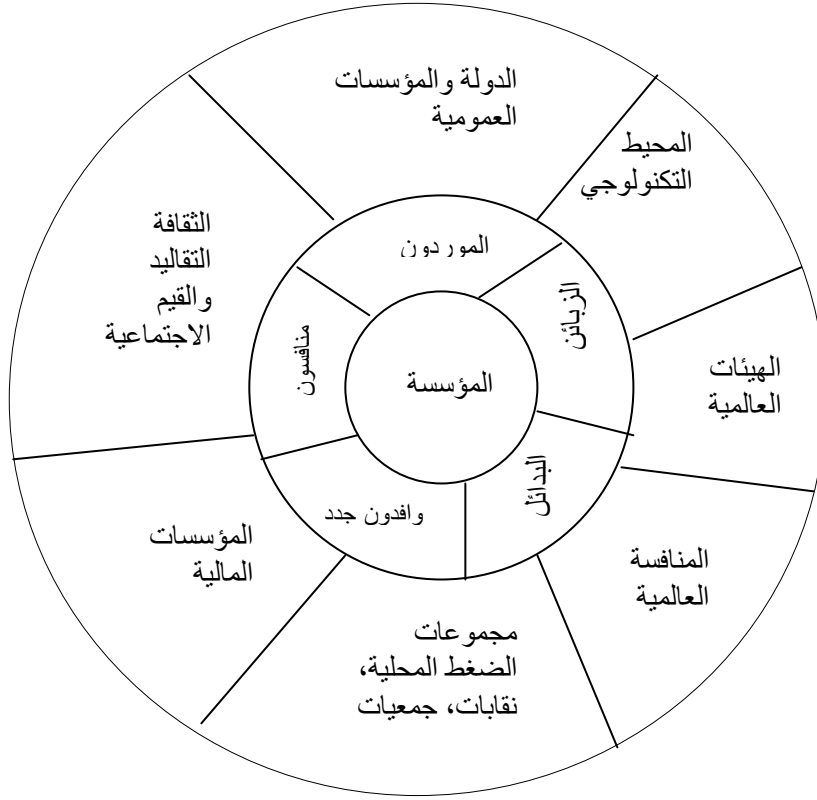 الدولة والمؤسسات
العمومية
المحيط
التكنولوجي
الثقافة
التقاليد
والقيم
الاجتماعية
الموردون
الزبائن
منافسون
المؤسسة
الهيئات
العالمية
البدائل
وافدون جدد
المؤسسات
المالية
المنافسة
العالمية
مجموعات
الضغط المحلية،
نقابات، جمعيات